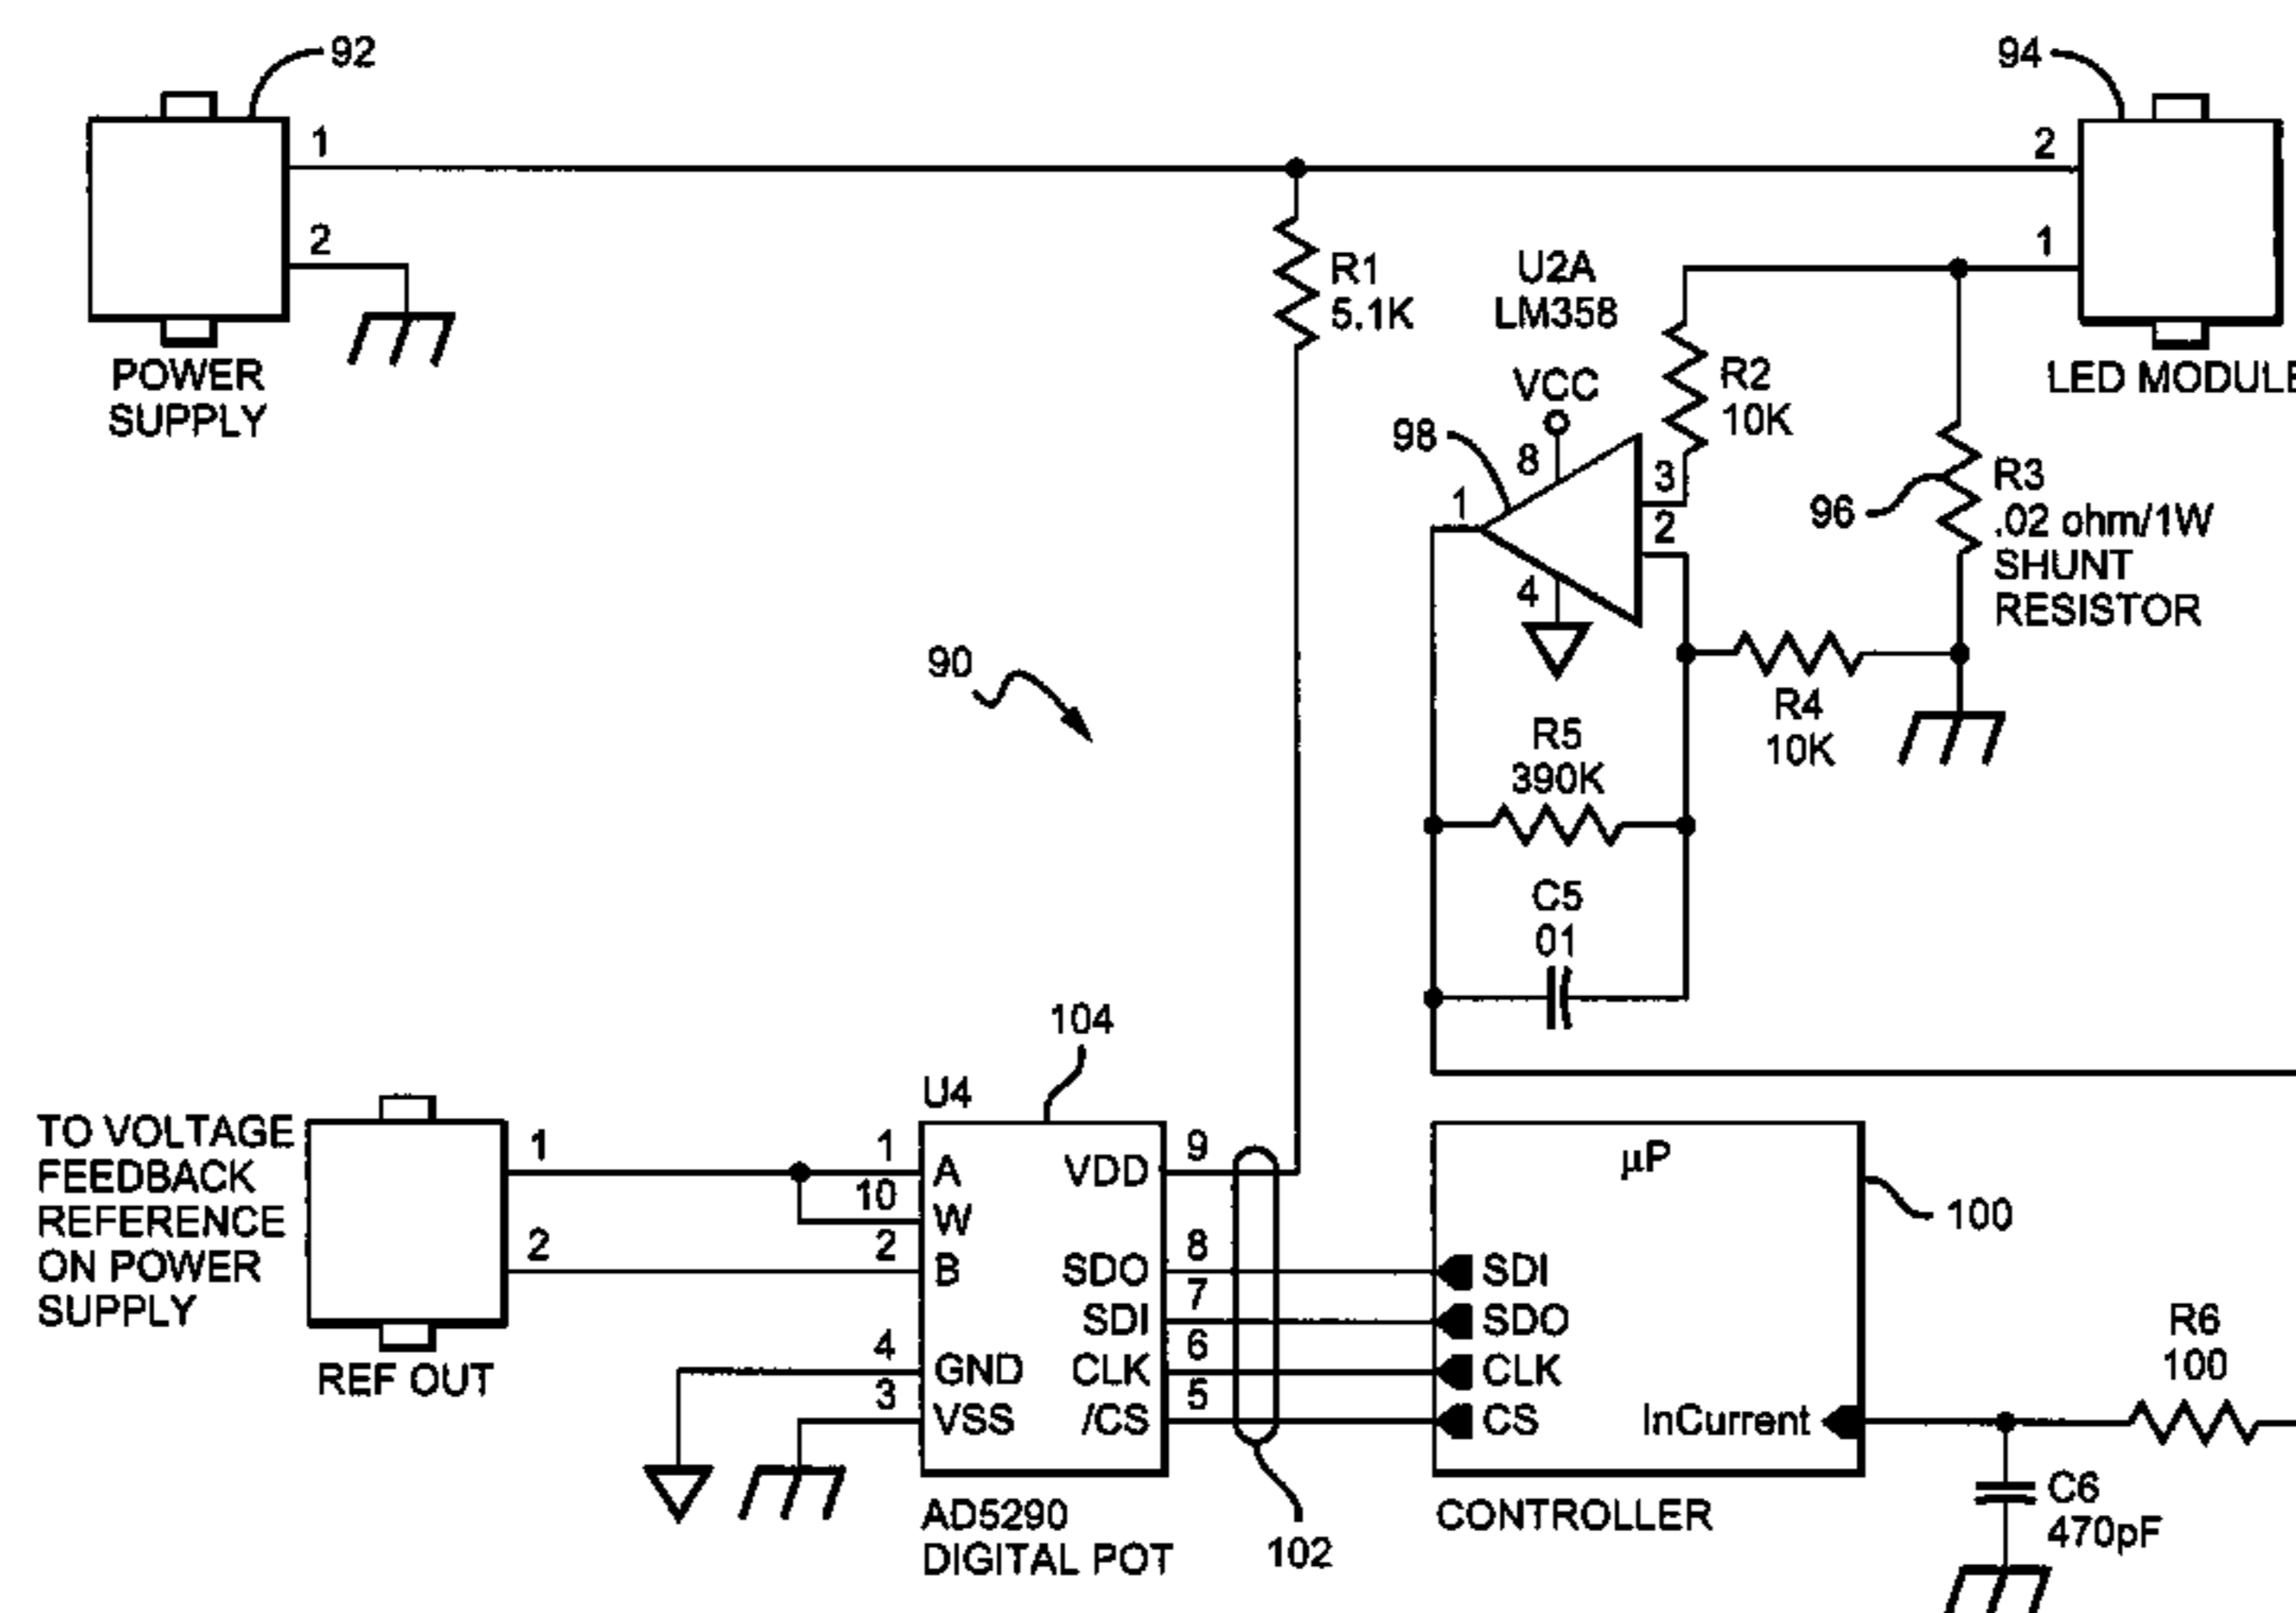 92
1
2
POWER
SUPPLY
94
2
1
LED MODULE
R1
5.1K
U2A
LM358
VCC
98
8
1
3
2
4
R2
10K
96
R3
.02 ohm/1W
SHUNT
RESISTOR
90
R4
10K
R5
390K
C5
01
104
U4
TO VOLTAGE
FEEDBACK
REFERENCE
ON POWER
SUPPLY
1
2
REF OUT
1
10
2
4
3
A
W
B
GND
VSS
VDD
SDO
SDI
CLK
/CS
9
8
7
6
5
AD5290
DIGITAL POT
102
µP
100
SDI
SDO
CLK
CS
InCurrent
CONTROLLER
R6
100
C6
470pF